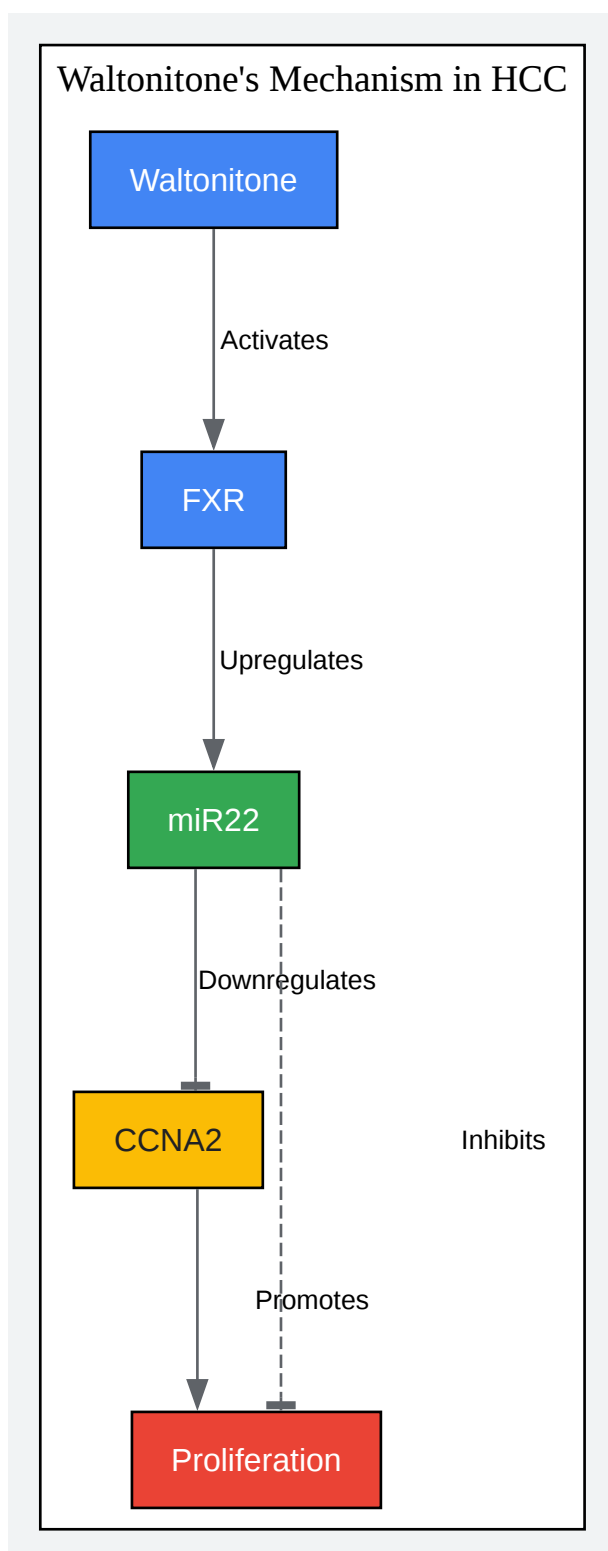 Waltonitone's Mechanism in HCC
Waltonitone
Activates
FXR
Upregulates
miR22
Downregulates
CCNA2
Inhibits
Promotes
Proliferation